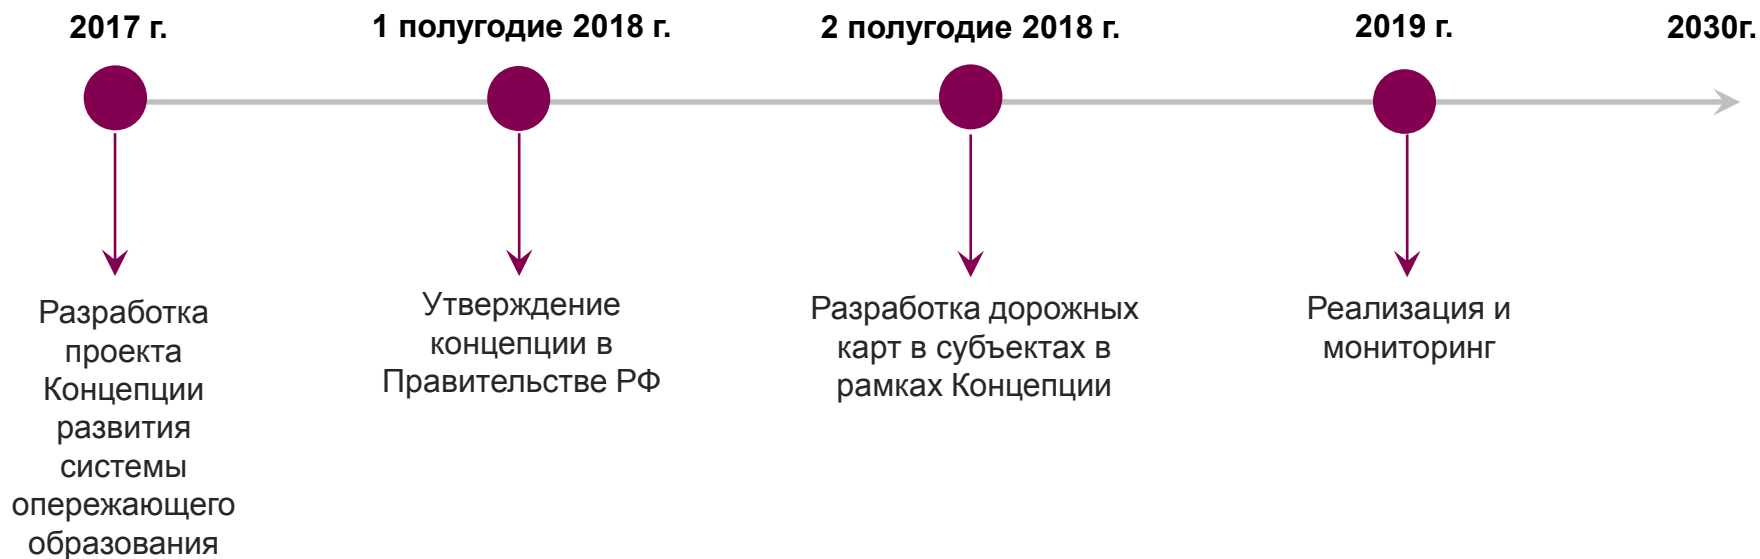 2017 г.
1 полугодие 2018 г.
2 полугодие 2018 г.
2019 г.
2030г.
Разработка
проекта
Концепции
развития
системы
опережающего
образования
Утверждение
концепции в
Правительстве РФ
Разработка дорожных
карт в субъектах в
рамках Концепции
Реализация и
мониторинг